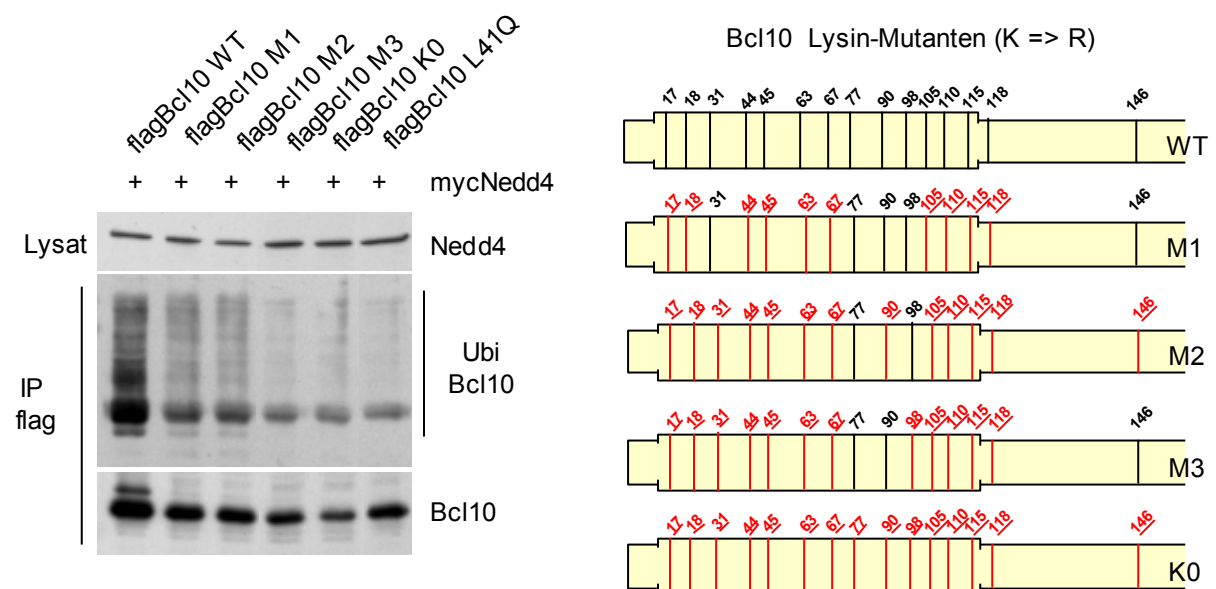 flagBcl10 WT
flagBcl10 M1
flagBcl10 M2
flagBcl10 M3
flagBcl10 K0
flagBcl10 L41Q
+ + + + + + mycNedd4
Lysat Nedd4
IP
flag
Ubi
Bcl10
Bcl10
Bcl10 Lysin-Mutanten (K => R)
17 18 31 44 45 63 67 77 90 98 105 110 115 118 146
WT
17 18 31 44 45 63 67 77 90 98 105 110 115 118 146
M1
17 18 31 44 45 63 67 77 90 98 105 110 115 118 146
M2
17 18 31 44 45 63 67 77 90 98 105 110 115 118 146
M3
17 18 31 44 45 63 67 77 90 98 105 110 115 118 146
K0